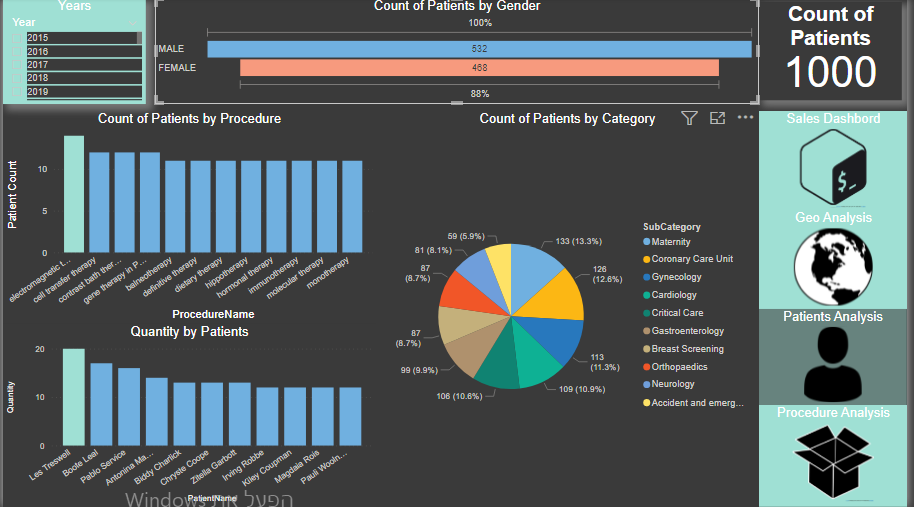 Years
Year
2015
2016
2017
2018
2019
Count of Patients by Gender
100%
MALE
532
FEMALE
468
88%
Count of
Patients
1000
Count of Patients by Procedure
Patient Count
10
5
0
electromagnetic t...
cell transfer therapy
contrast bath ther...
gene therapy in P...
balneotherapy
definitive therapy
dietary therapy
hippotherapy
hormonal therapy
immunotherapy
molecular therapy
monotherapy
ProcedureName
Quantity by Patients
Quantity
20
10
0
Les Treswell
Boote Leal
Pablo Service
Antonina Ma...
Biddy Charlick
Chryste Coope
Zitella Garbott
Irving Robbe
Kiley Coupman
Magdaia Role
Pauli Wooln...
PatientName
הפעל את Windows
Count of Patients by Category
133 (13.3%)
126
(12.6%)
113
(11.3%)
109 (10.9%)
106 (10.6%)
99 (9.9%)
87
(8.7%)
87
(8.7%)
81 (8.1%)
59 (5.9%)
SubCategory
Maternity
Coronary Care Unit
Gynecology
Cardiology
Critical Care
Gastroenterology
Breast Screening
Orthopaedics
Neurology
Accident and emerg...
Sales Dashbord
$_
Geo Analysis
Patients Analysis
Procedure Analysis